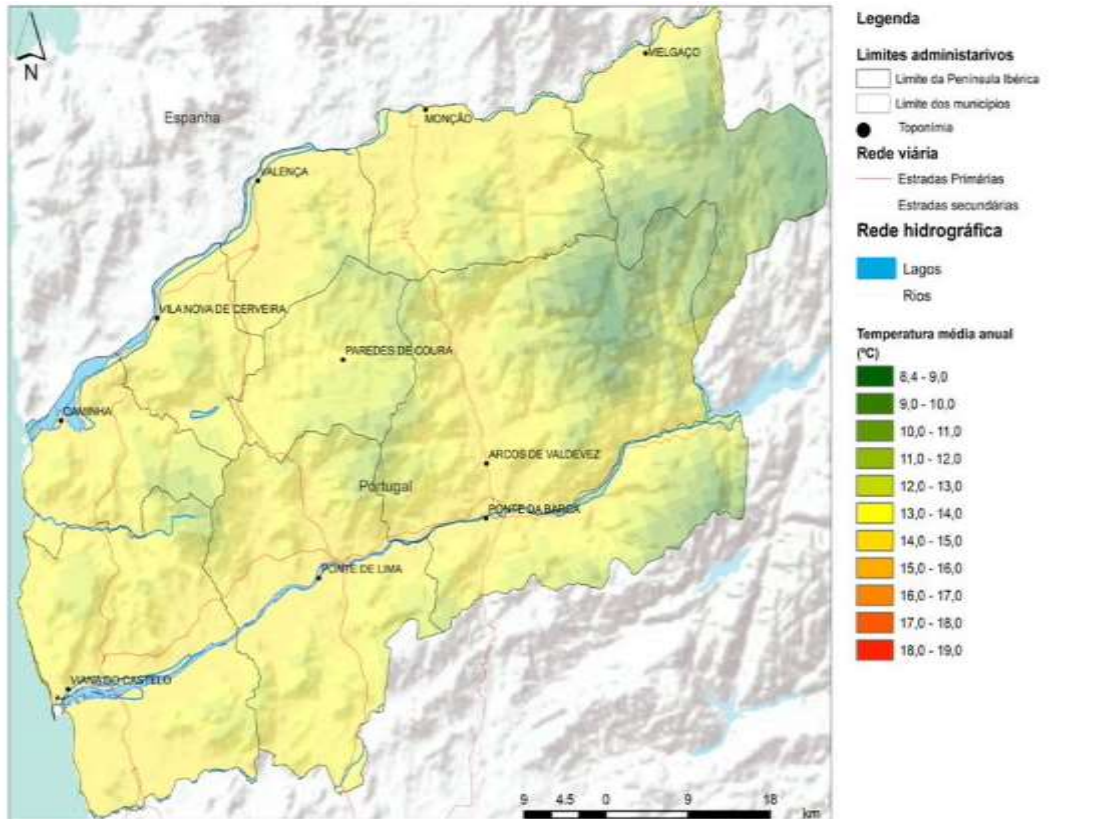 N
Espanha
MELGAÇO
MONÇÃO
VALENÇA
VILA NOVA DE CERVEIRA
PAREDES DE COURA
CAMINHA
ARCOS DE VALDEVEZ
Portugal
PONTE DA BARCA
PONTE DE LIMA
VIANA DO CASTELO
9 4.5 0 9 18
km
Legenda
Limites administarivos
Limite da Península Ibérica
Limite dos municípios
Toponímia
Rede viária
Estradas Primárias
Estradas secundárias
Rede hidrográfica
Lagos
Rios
Temperatura média anual
(ºC)
8,4 - 9,0
9,0 - 10,0
10,0 - 11,0
11,0 - 12,0
12,0 - 13,0
13,0 - 14,0
14,0 - 15,0
15,0 - 16,0
16,0 - 17,0
17,0 - 18,0
18,0 - 19,0